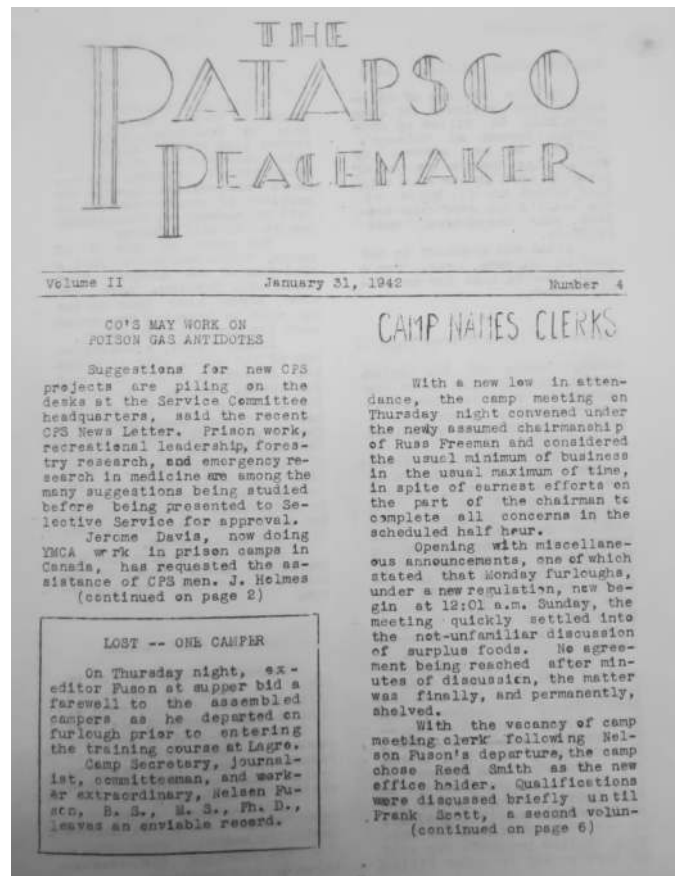 THE
PATAPSCO
PEACEMAKER
Volume II January 31, 1942 Number 4
CO'S MAY WORK ON
POISON GAS ANTIDOTES
Suggestions for new CPS
projects are piling on the
desks at the Service Committee
headquarters, said the recent
CPS News Letter. Prison work,
recreational leadership, fores-
try research, and emergency re-
search in medicine are among the
many suggestions being studied
before being presented to Se-
lective Service for approval.
Jerome Davis, now doing
YMCA work in prison camps in
Canada, has requested the as-
sistance of CPS men. J. Holmes
(continued on page 2)
LOST -- ONE CAMPER
On Thursday night, ex-
editor Fuson at supper bid a
farewell to the assembled
campers as he departed on
furlough prior to entering
the training course at Lagro.
Camp Secretary, journal-
ist, committeeman, and work-
er extraordinary, Nelson Fu-
son, B. S., M. S., Ph. D.,
leaves an enviable record.
CAMP NAMES CLERKS
With a new low in atten-
dance, the camp meeting on
Thursday night convened under
the newly assumed chairmanship
of Russ Freeman and considered
the usual minimum of business
in the usual maximum of time,
in spite of earnest efforts on
the part of the chairman to
complete all concerns in the
scheduled half hour.
Opening with miscellane-
ous announcements, one of which
stated that Monday furloughs,
under a new regulation, now be-
gin at 12:01 a.m. Sunday, the
meeting quickly settled into
the not-unfamiliar discussion
of surplus foods. No agree-
ment being reached after min-
utes of discussion, the matter
was finally, and permanently,
shelved.
With the vacancy of camp
meeting clerk following Nel-
son Fuson's departure, the camp
chose Reed Smith as the new
office holder. Qualifications
were discussed briefly until
Frank Scott, a second volun-
(continued on page 6)